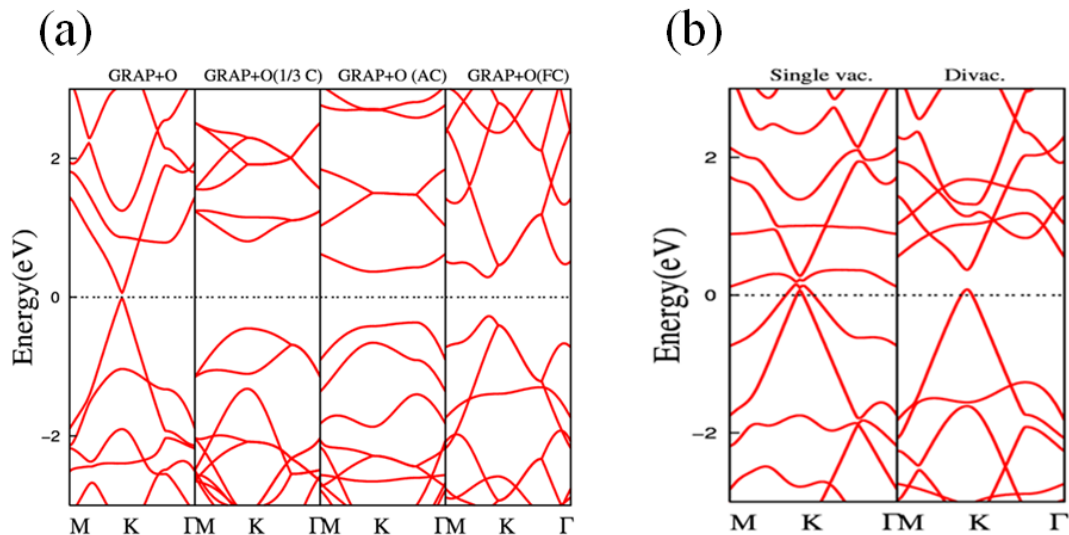 (a)
GRAP+O GRAP+O(1/3 C) GRAP+O (AC) GRAP+O(FC)
Energy(eV)
2
0
−2
M K Γ M K Γ M K Γ M K Γ
(b)
Single vac. Divac.
Energy(eV)
2
0
−2
M K Γ M K Γ